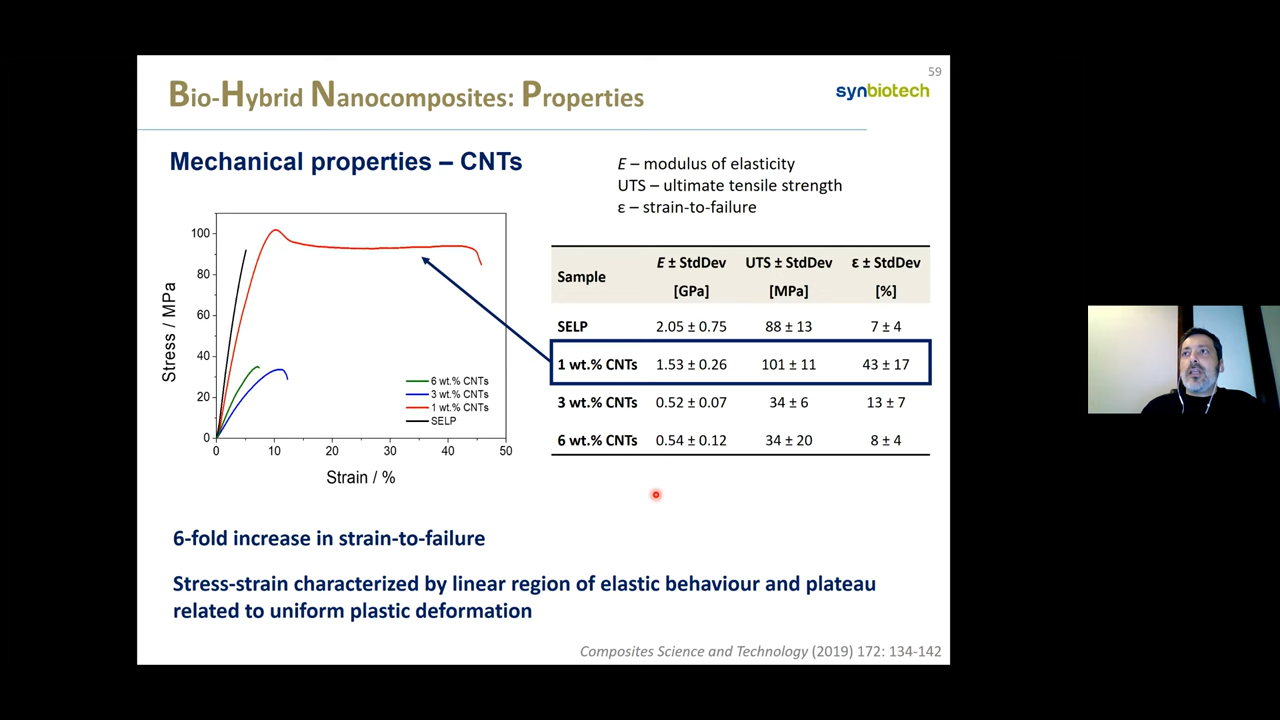 59
Bio-Hybrid Nanocomposites: Properties
synbiotech
Mechanical properties – CNTs
E – modulus of elasticity
UTS – ultimate tensile strength
ε – strain-to-failure
Stress / MPa
100
80
60
40
20
0
0 10 20 30 40 50
Strain / %
6 wt.% CNTs
3 wt.% CNTs
1 wt.% CNTs
SELP
Sample E ± StdDev UTS ± StdDev ε ± StdDev
[GPa] [MPa] [%]
SELP 2.05 ± 0.75 88 ± 13 7 ± 4
1 wt.% CNTs 1.53 ± 0.26 101 ± 11 43 ± 17
3 wt.% CNTs 0.52 ± 0.07 34 ± 6 13 ± 7
6 wt.% CNTs 0.54 ± 0.12 34 ± 20 8 ± 4
6-fold increase in strain-to-failure
Stress-strain characterized by linear region of elastic behaviour and plateau
related to uniform plastic deformation
Composites Science and Technology (2019) 172: 134-142